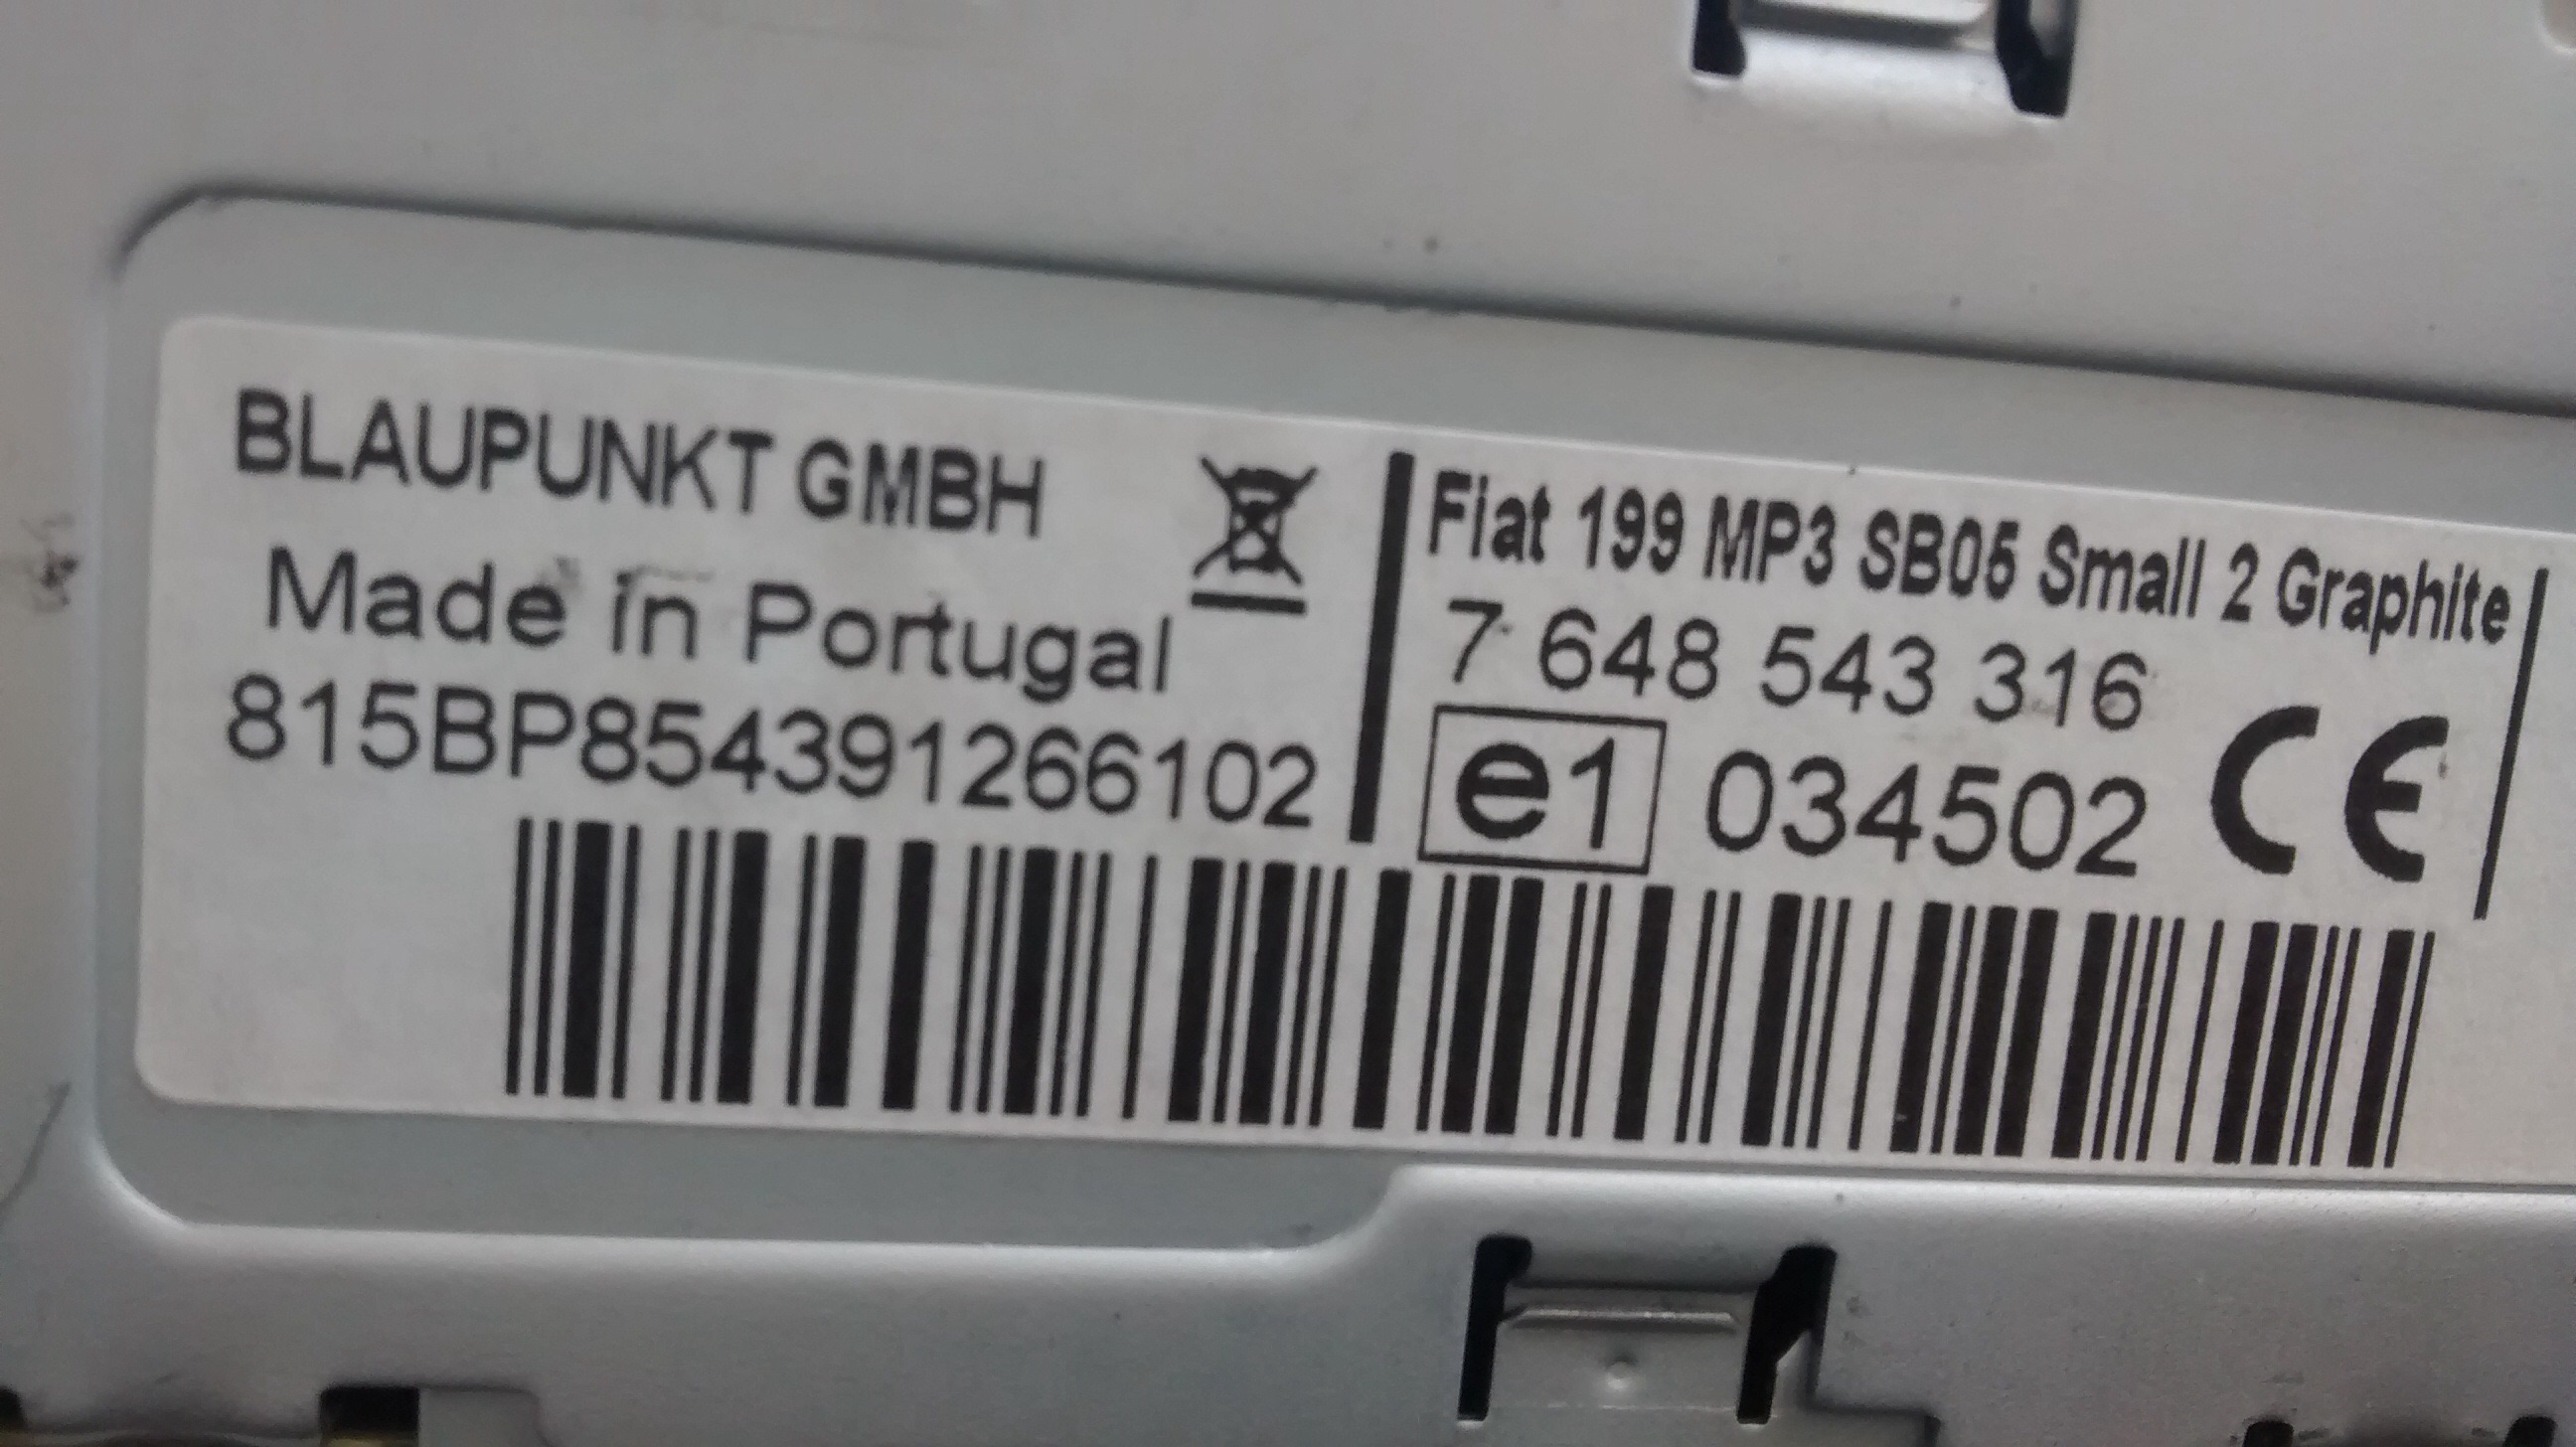 BLAUPUNKT GMBH
Made in Portugal
815BP854391266102
Fiat 199 MP3 SB05 Small 2 Graphite
7 648 543 316
e1 034502 CE